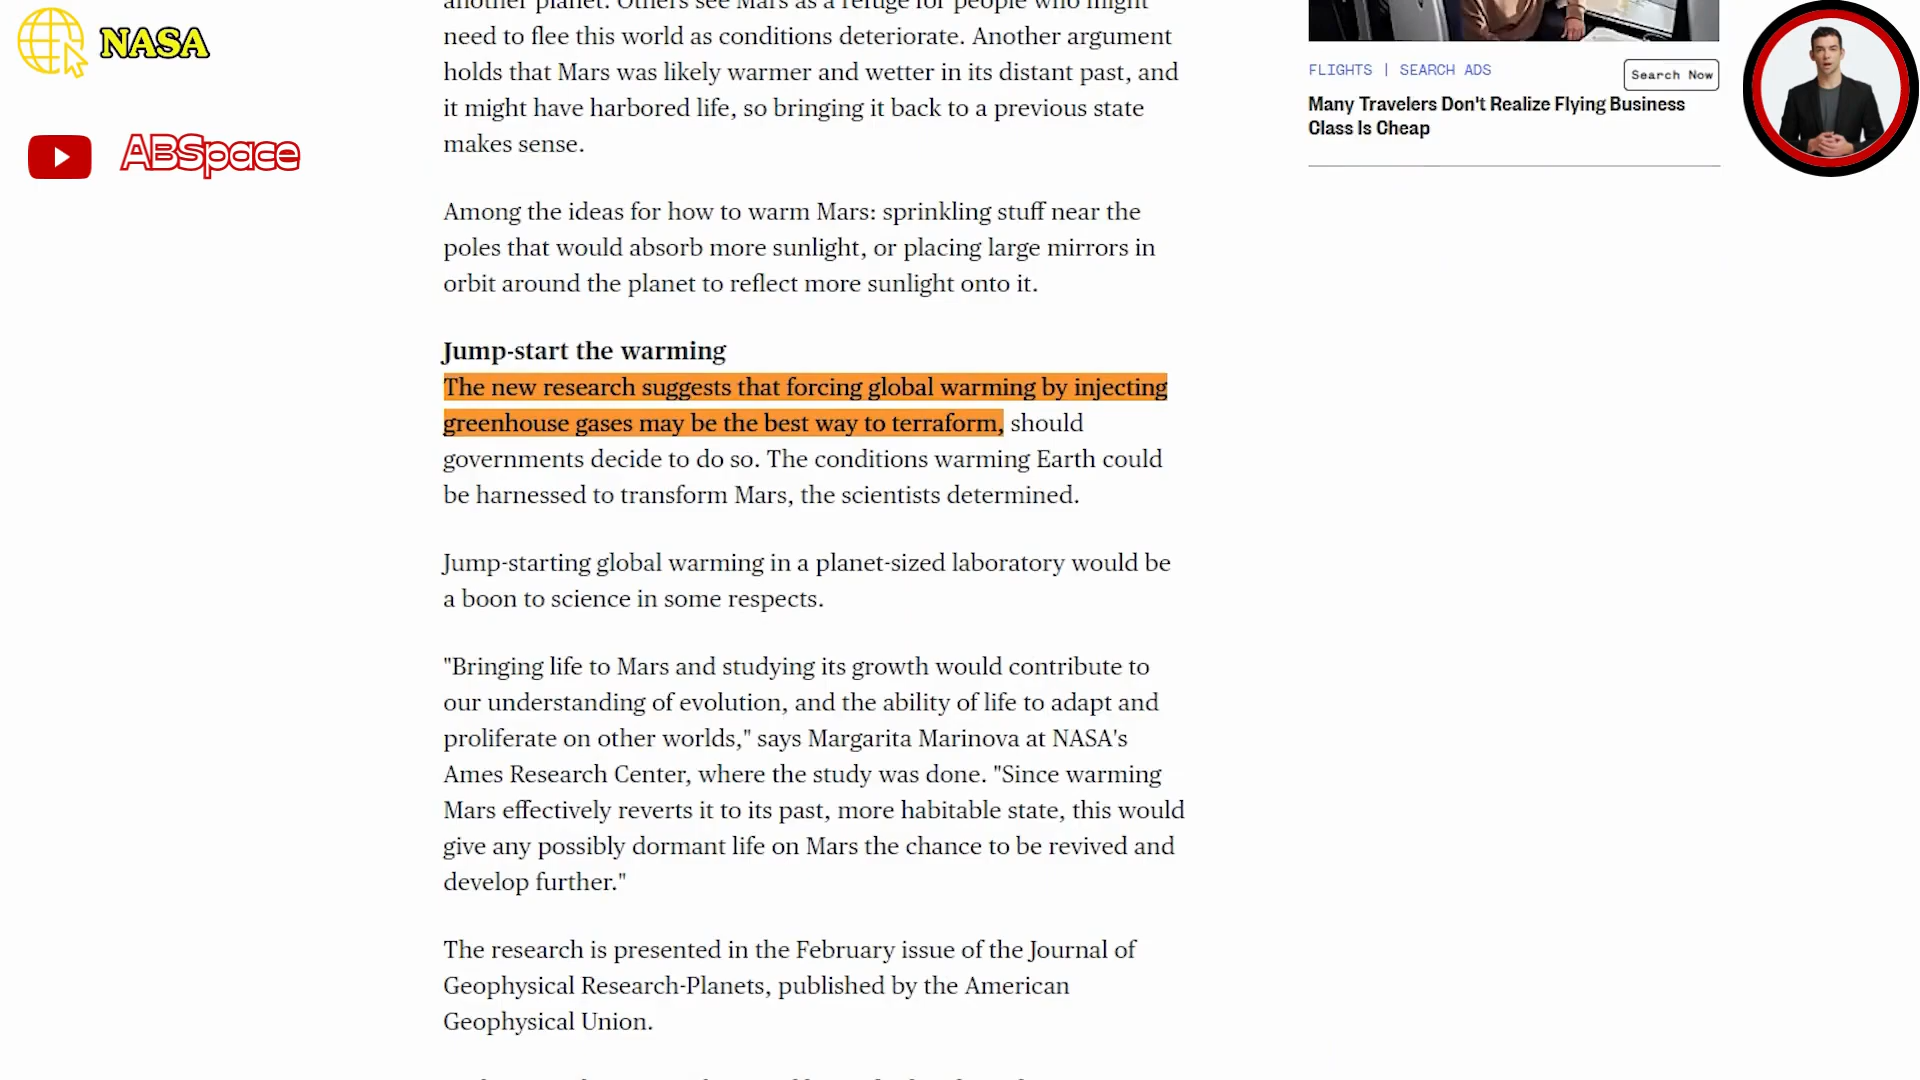 NASA
ABSpace
another planet. Others see Mars as a refuge for people who might
need to flee this world as conditions deteriorate. Another argument
holds that Mars was likely warmer and wetter in its distant past, and
it might have harbored life, so bringing it back to a previous state
makes sense.
Among the ideas for how to warm Mars: sprinkling stuff near the
poles that would absorb more sunlight, or placing large mirrors in
orbit around the planet to reflect more sunlight onto it.
Jump-start the warming
The new research suggests that forcing global warming by injecting
greenhouse gases may be the best way to terraform, should
governments decide to do so. The conditions warming Earth could
be harnessed to transform Mars, the scientists determined.
Jump-starting global warming in a planet-sized laboratory would be
a boon to science in some respects.
"Bringing life to Mars and studying its growth would contribute to
our understanding of evolution, and the ability of life to adapt and
proliferate on other worlds," says Margarita Marinova at NASA's
Ames Research Center, where the study was done. "Since warming
Mars effectively reverts it to its past, more habitable state, this would
give any possibly dormant life on Mars the chance to be revived and
develop further."
The research is presented in the February issue of the Journal of
Geophysical Research-Planets, published by the American
Geophysical Union.
FLIGHTS | SEARCH ADS
Search Now
Many Travelers Don't Realize Flying Business
Class Is Cheap